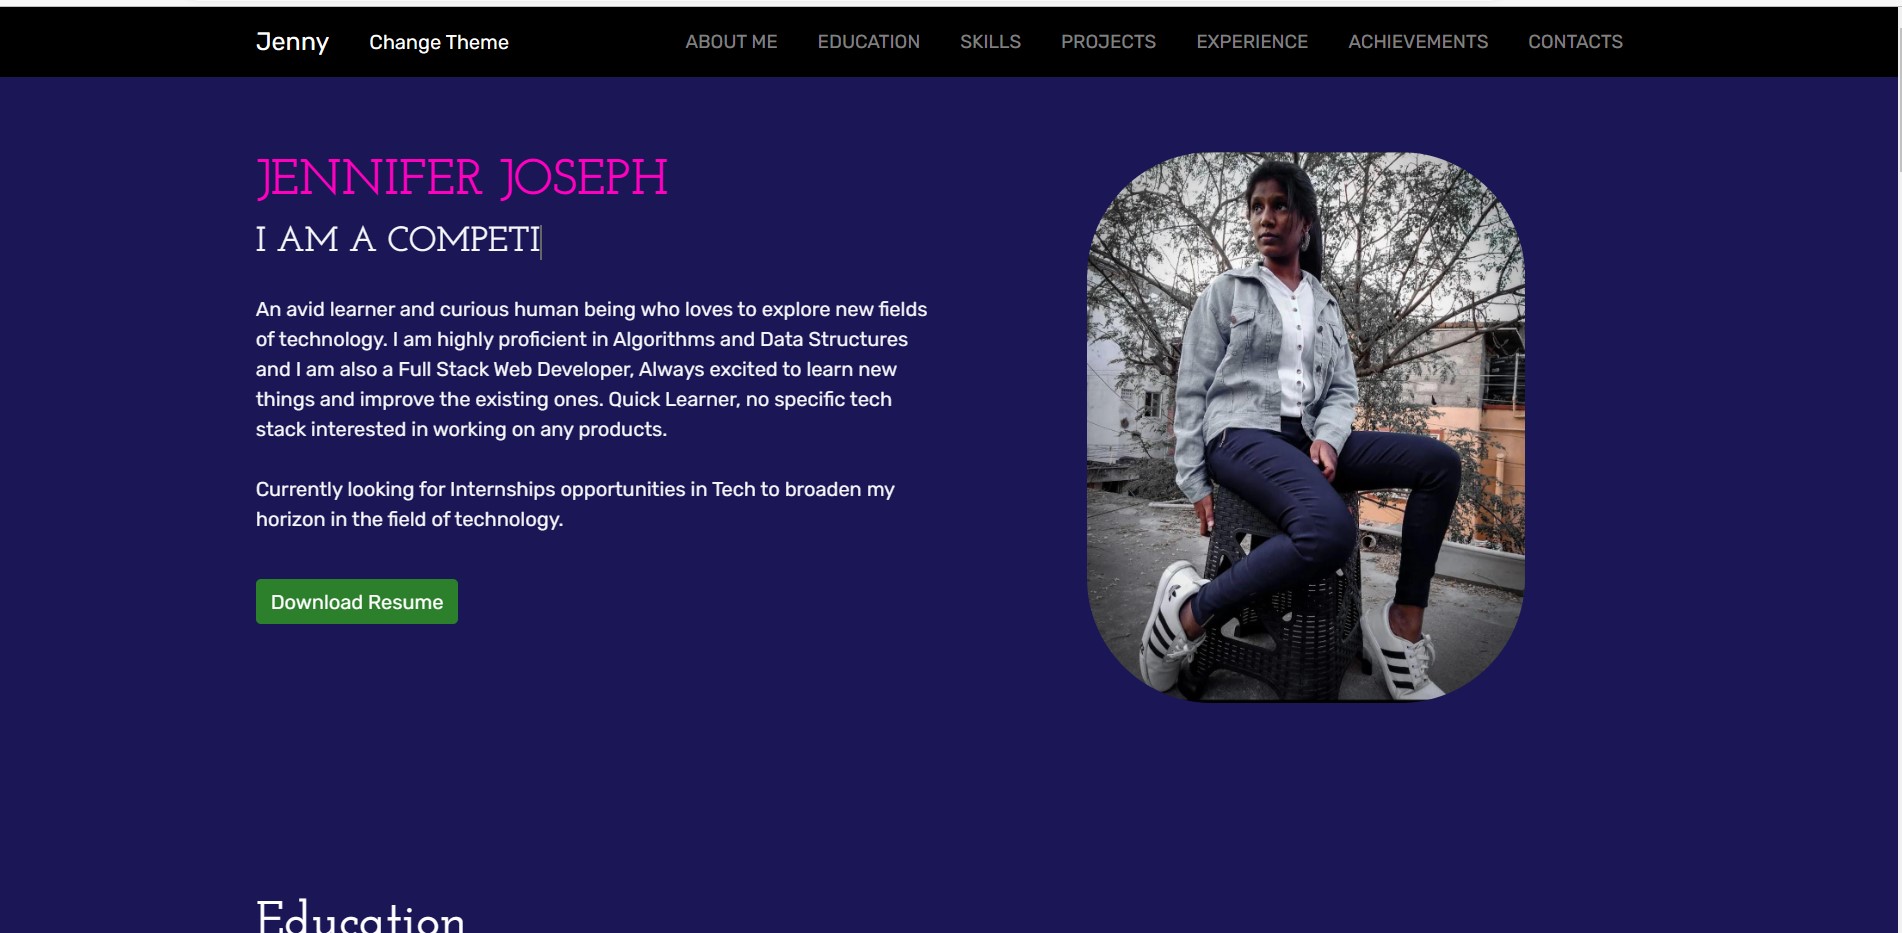 Jenny
Change Theme
ABOUT ME
EDUCATION
SKILLS
PROJECTS
EXPERIENCE
ACHIEVEMENTS
CONTACTS
JENNIFER JOSEPH
I AM A COMPETI
An avid learner and curious human being who loves to explore new fields
of technology. I am highly proficient in Algorithms and Data Structures
and I am also a Full Stack Web Developer, Always excited to learn new
things and improve the existing ones. Quick Learner, no specific tech
stack interested in working on any products.
Currently looking for Internships opportunities in Tech to broaden my
horizon in the field of technology.
Download Resume
Education